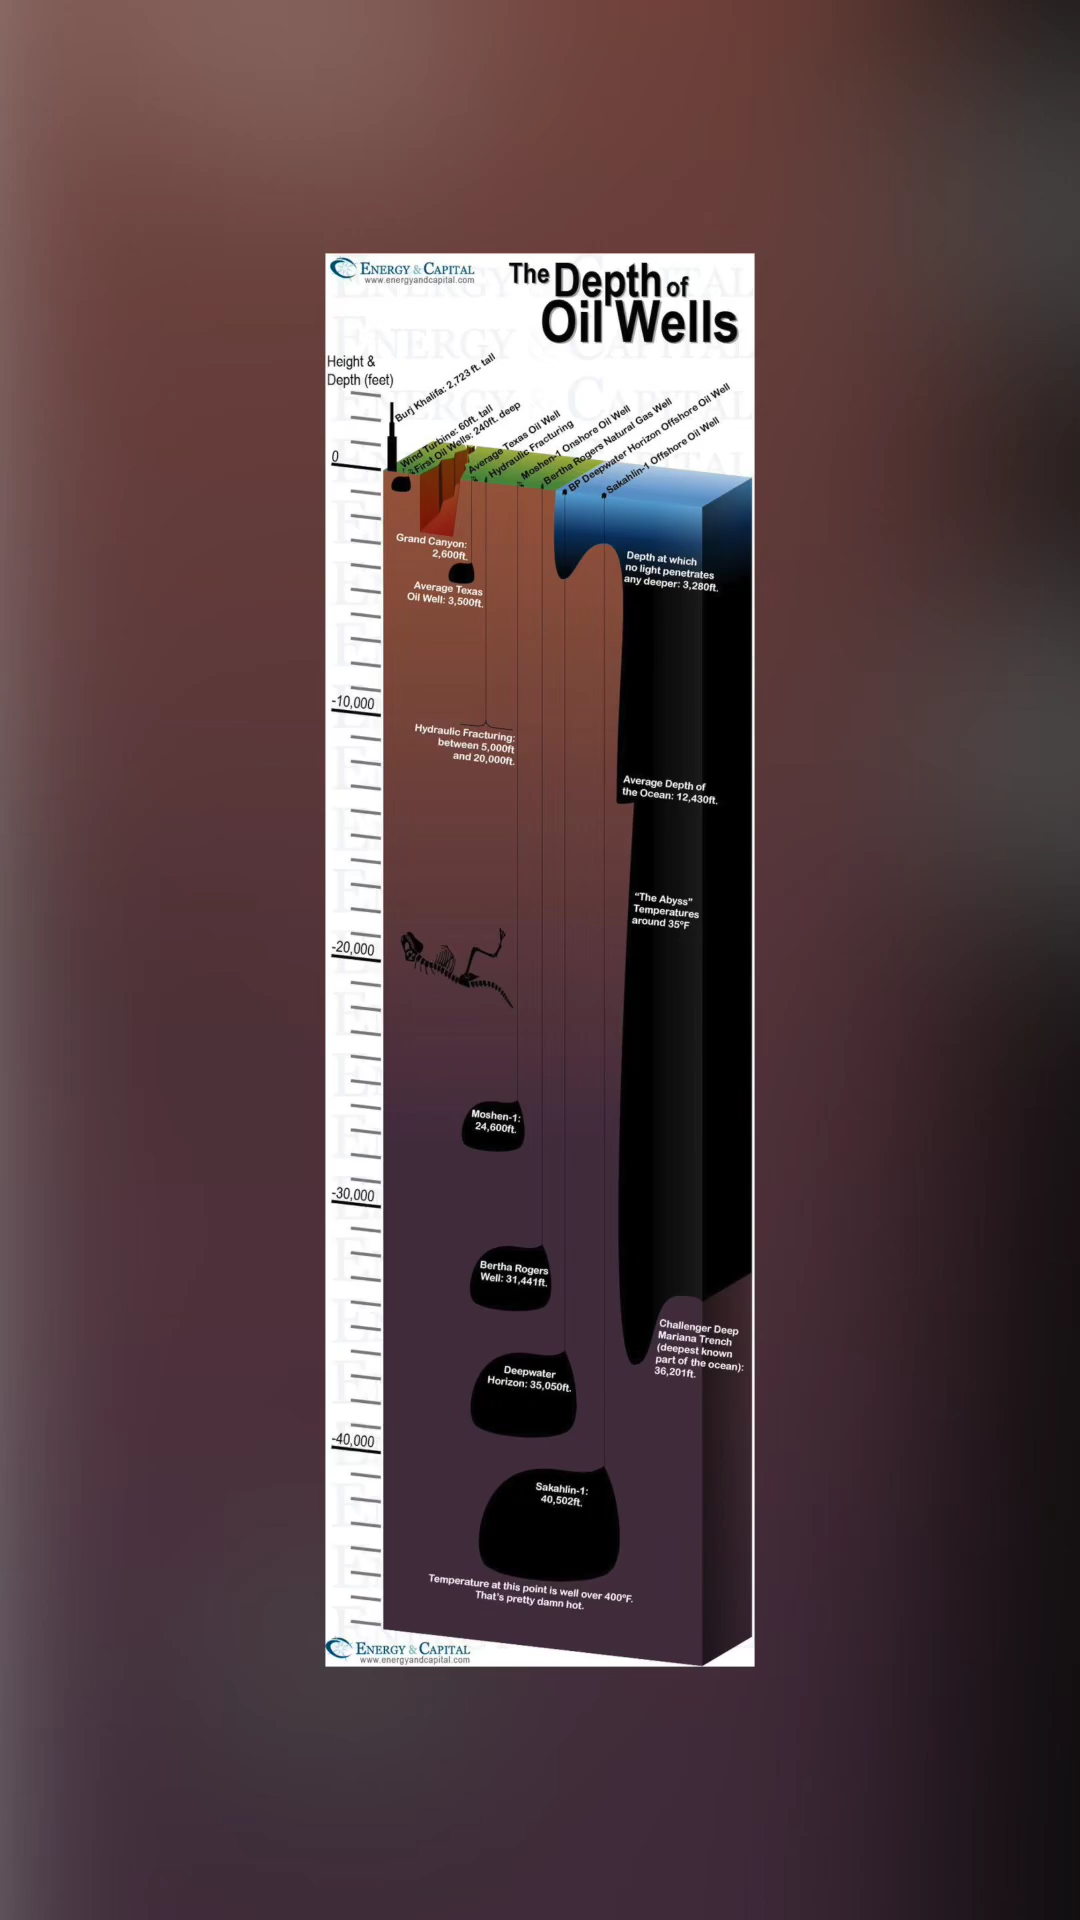 ENERGY & CAPITAL
www.energyandcapital.com
The Depth of
Oil Wells
Height &
Depth (feet)
Burj Khalifa: 2,723 ft. tall
Wind Turbine: 60ft. tall
First Oil Wells: 240ft. deep
Average Texas Oil Well
Hydraulic Fracturing
Moshen-1 Onshore Oil Well
Bertha Rogers Natural Gas Well
BP Deepwater Horizon Offshore Oil Well
Sakahlin-1 Offshore Oil Well
0
Grand Canyon:
2,600ft.
Depth at which
no light penetrates
any deeper: 3,280ft.
Average Texas
Oil Well: 3,500ft.
-10,000
Hydraulic Fracturing:
between 5,000ft
and 20,000ft.
Average Depth of
the Ocean: 12,430ft.
"The Abyss"
Temperatures
around 35°F
-20,000
Moshen-1:
24,600ft.
-30,000
Bertha Rogers
Well: 31,441ft.
Challenger Deep
Mariana Trench
(deepest known
part of the ocean):
36,201ft.
Deepwater
Horizon: 35,050ft.
-40,000
Sakahlin-1:
40,502ft.
Temperature at this point is well over 400°F.
That's pretty damn hot.
ENERGY & CAPITAL
www.energyandcapital.com